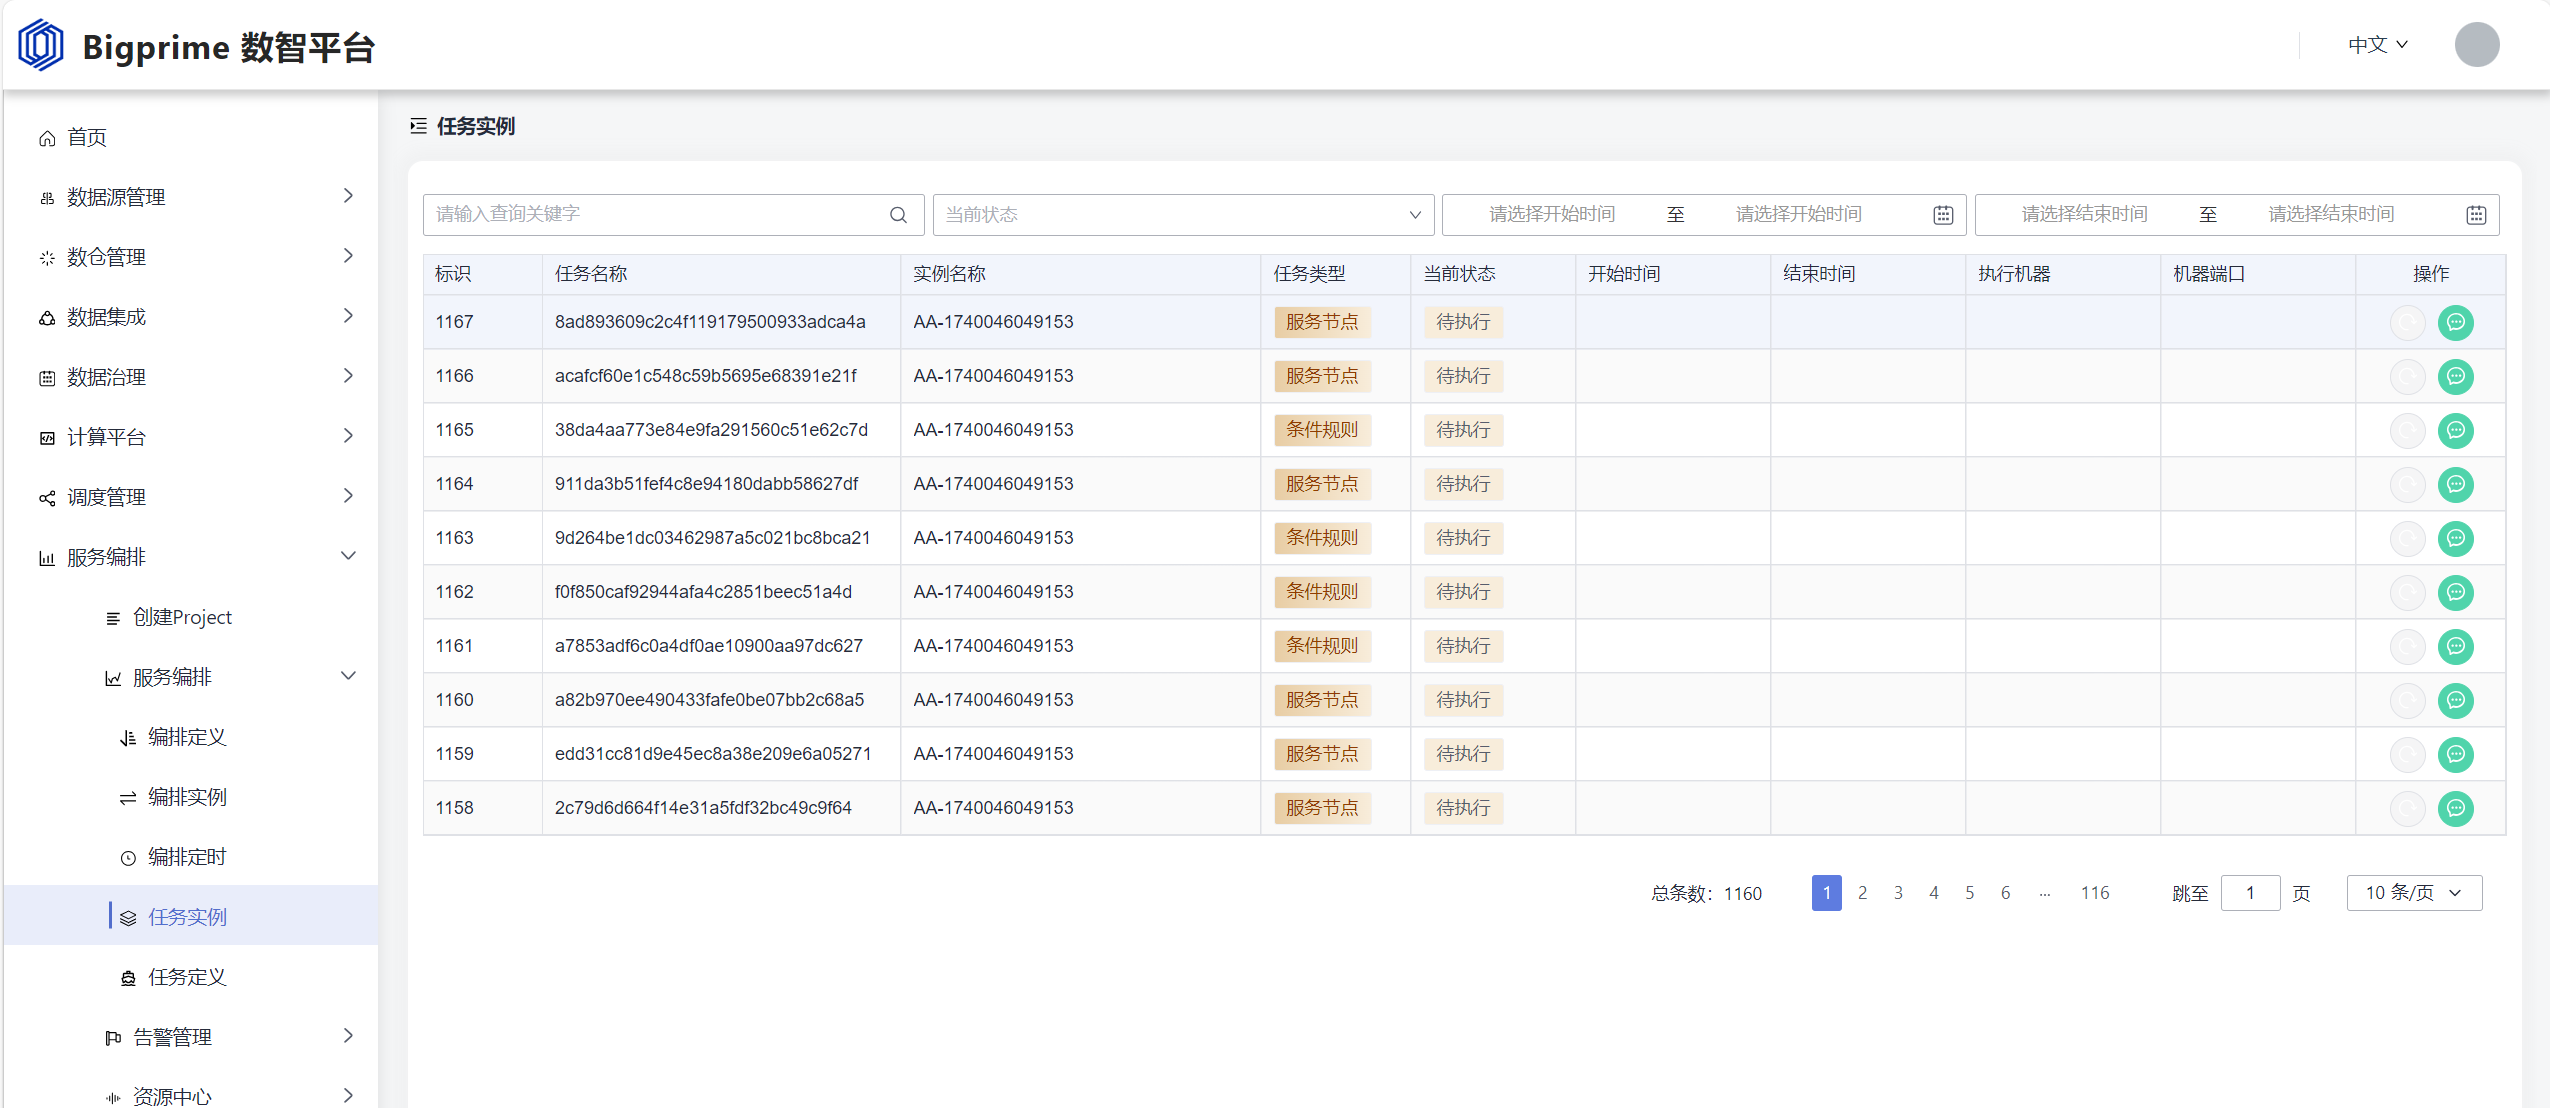 Bigprime 数智平台
中文
首页
数据源管理
数仓管理
数据集成
数据治理
计算平台
调度管理
服务编排
创建Project
服务编排
编排定义
编排实例
编排定时
任务实例
任务定义
告警管理
资源中心
任务实例
请输入查询关键字 当前状态 请选择开始时间 至 请选择开始时间 请选择结束时间 至 请选择结束时间
标识 任务名称 实例名称 任务类型 当前状态 开始时间 结束时间 执行机器 机器端口 操作
1167 8ad893609c2c4f119179500933adca4a AA-1740046049153 服务节点 待执行
1166 acafcf60e1c548c59b5695e68391e21f AA-1740046049153 服务节点 待执行
1165 38da4aa773e84e9fa291560c51e62c7d AA-1740046049153 条件规则 待执行
1164 911da3b51fef4c8e94180dabb58627df AA-1740046049153 服务节点 待执行
1163 9d264be1dc03462987a5c021bc8bca21 AA-1740046049153 条件规则 待执行
1162 f0f850caf92944afa4c2851beec51a4d AA-1740046049153 条件规则 待执行
1161 a7853adf6c0a4df0ae10900aa97dc627 AA-1740046049153 条件规则 待执行
1160 a82b970ee490433fafe0be07bb2c68a5 AA-1740046049153 服务节点 待执行
1159 edd31cc81d9e45ec8a38e209e6a05271 AA-1740046049153 服务节点 待执行
1158 2c79d6d664f14e31a5fdf32bc49c9f64 AA-1740046049153 服务节点 待执行
总条数：1160 1 2 3 4 5 6 ··· 116 跳至 1 页 10 条/页